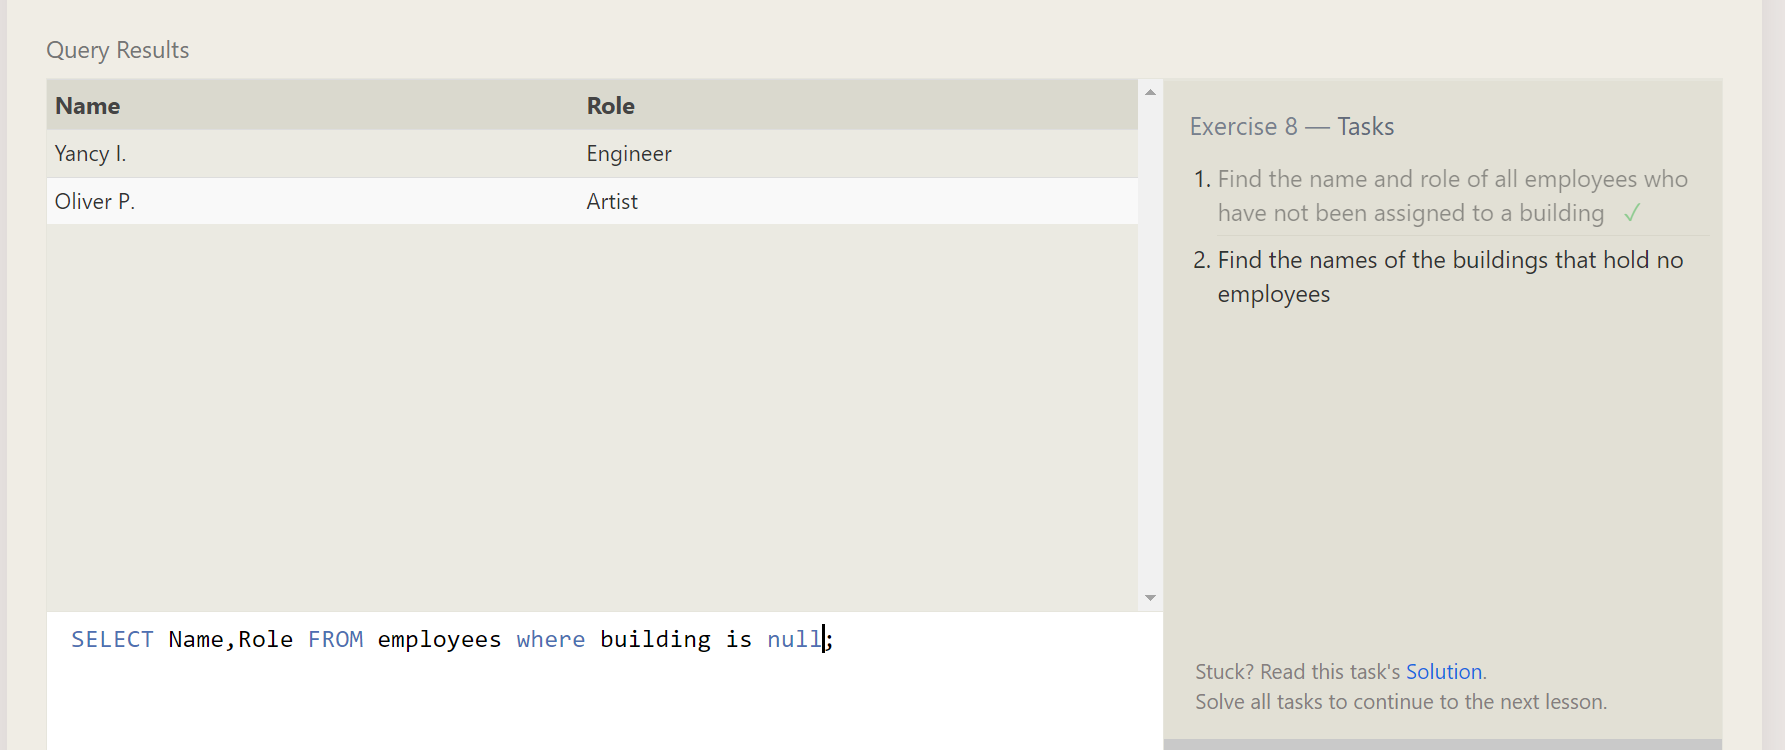 Query Results
Name Role
Yancy I. Engineer
Oliver P. Artist
SELECT Name,Role FROM employees where building is null;
Exercise 8 — Tasks
1. Find the name and role of all employees who
have not been assigned to a building ✓
2. Find the names of the buildings that hold no
employees
Stuck? Read this task's Solution.
Solve all tasks to continue to the next lesson.